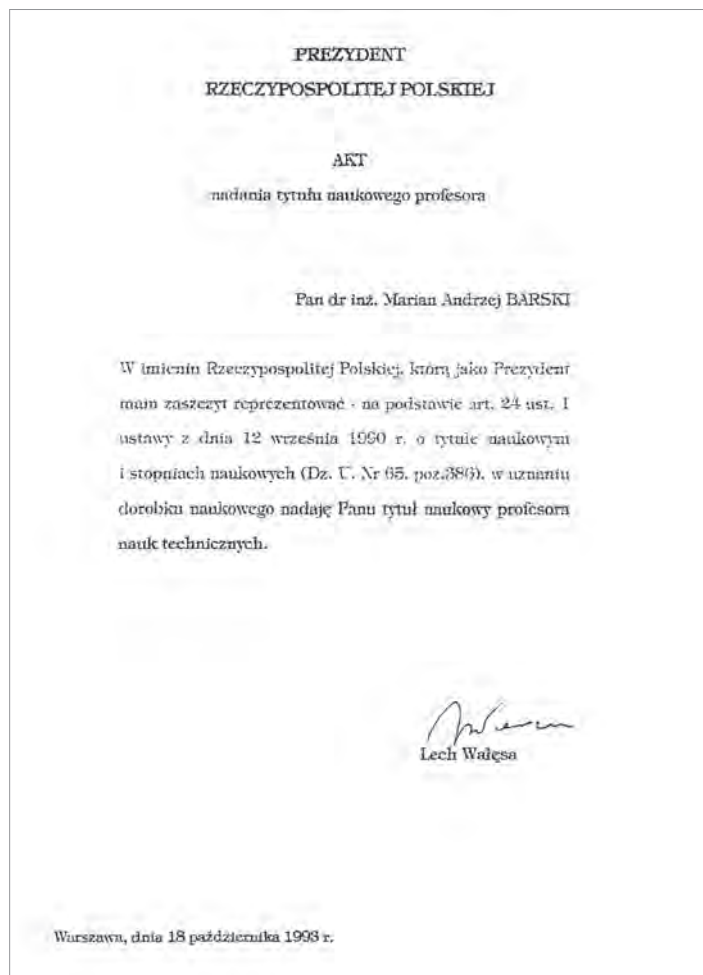 PREZYDENT
RZECZYPOSPOLITEJ POLSKIEJ
AKT
nadania tytułu naukowego profesora
Pan dr inż. Marian Andrzej BARSKI
W imieniu Rzeczypospolitej Polskiej, którą jako Prezydent
mam zaszczyt reprezentować - na podstawie art. 24 ust. 1
ustawy z dnia 12 września 1990 r. o tytule naukowym
i stopniach naukowych (Dz. U. Nr 65, poz.386), w uznaniu
dorobku naukowego nadaję Panu tytuł naukowy profesora
nauk technicznych.
Lech Wałęsa
Warszawa, dnia 18 października 1993 r.